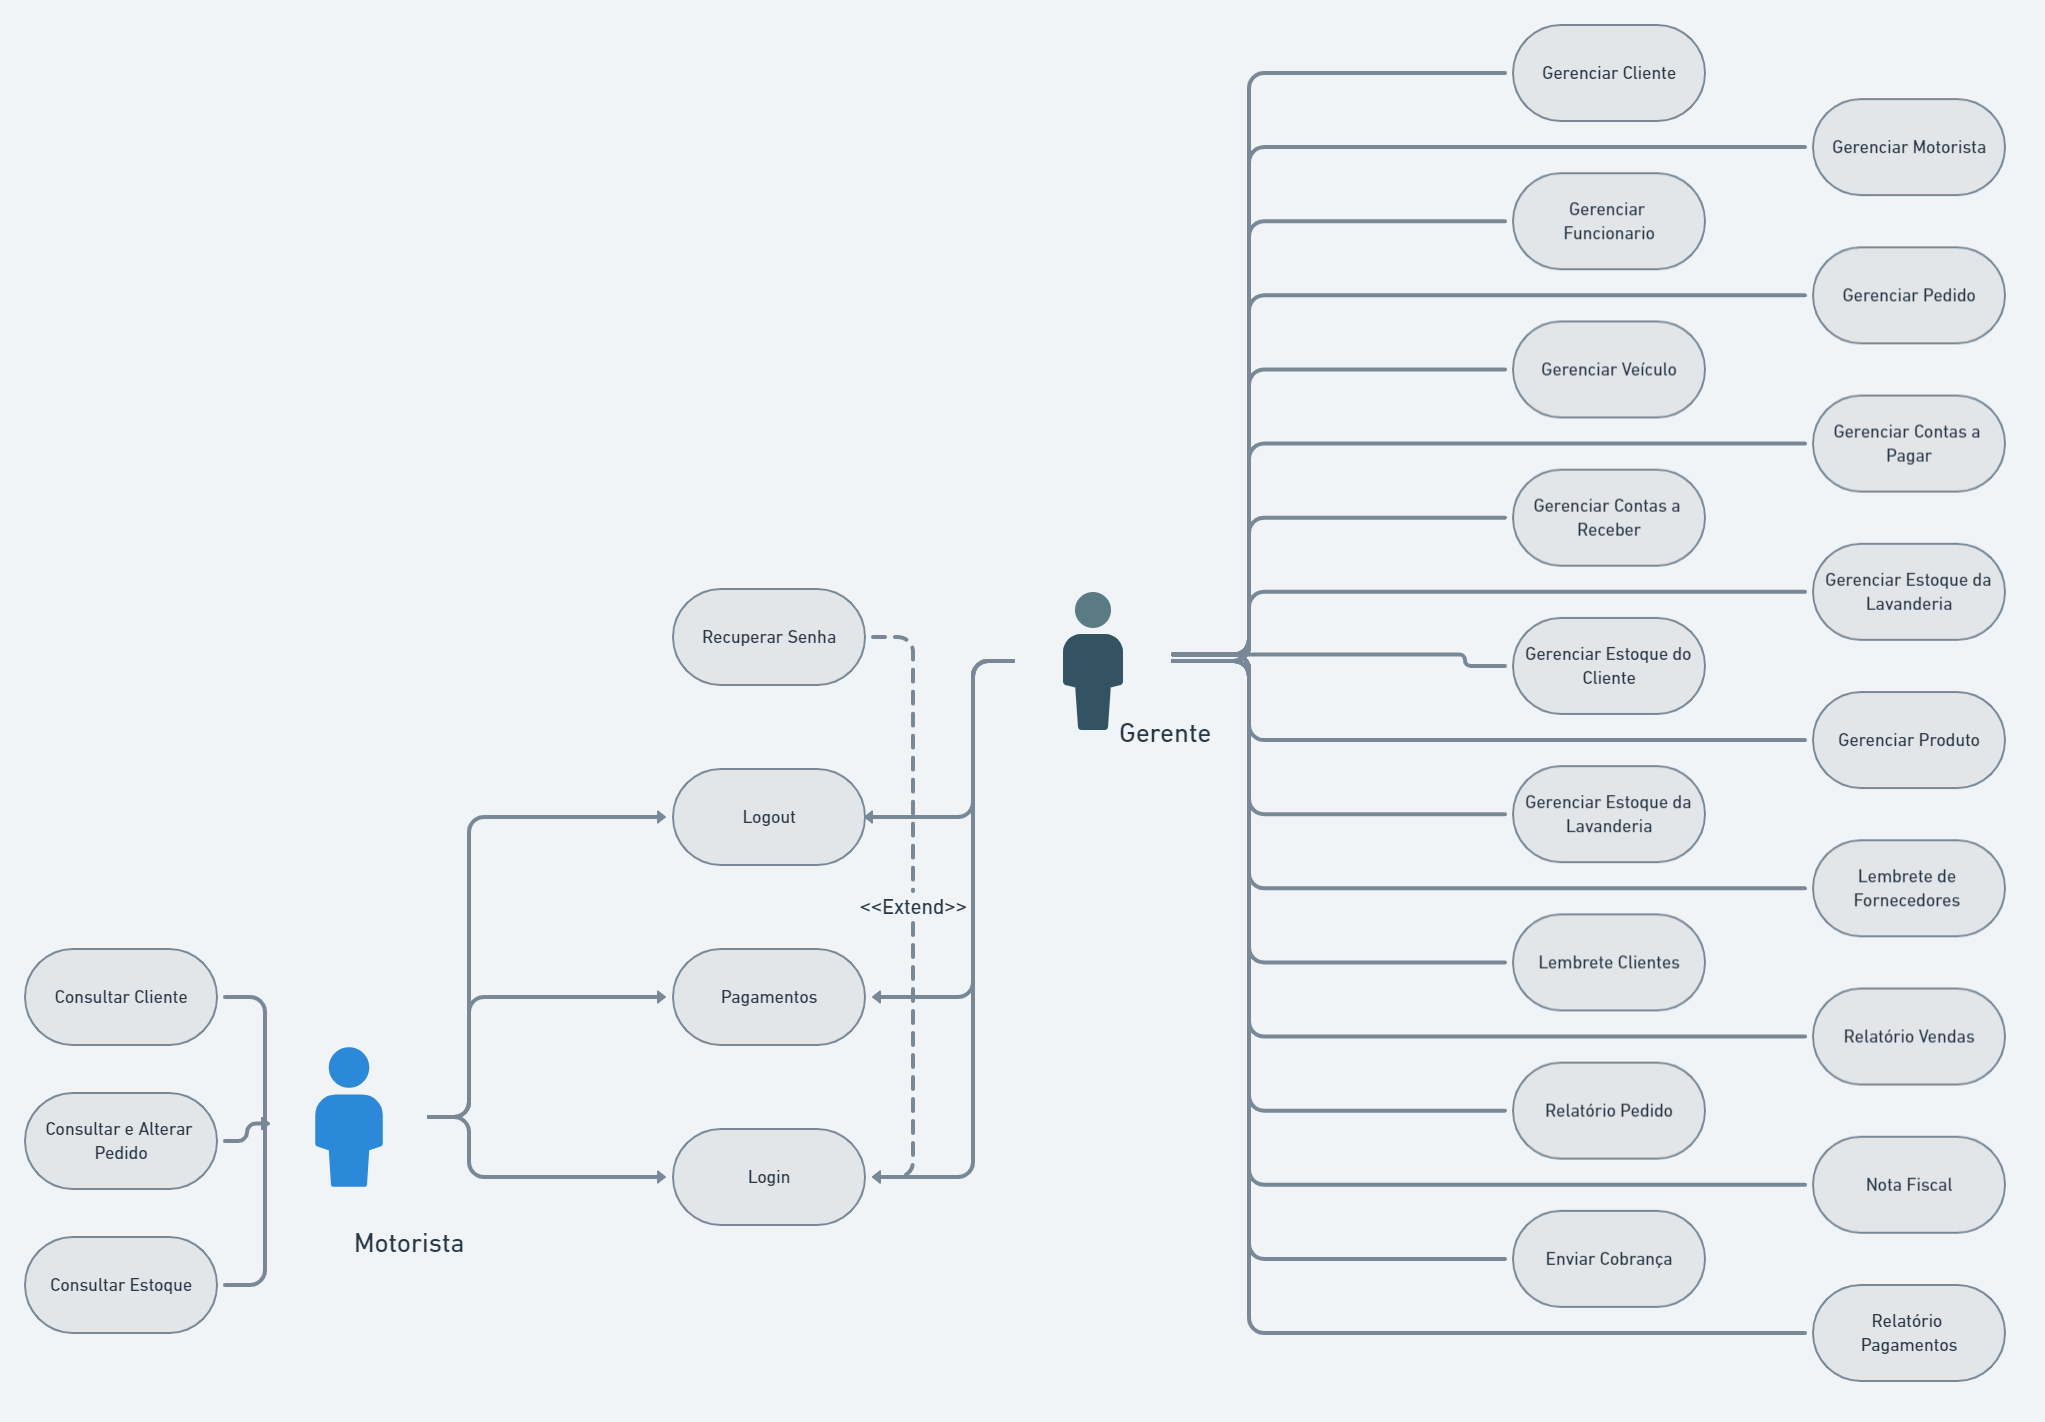 Gerenciar Cliente
Gerenciar Motorista
Gerenciar
Funcionario
Gerenciar Pedido
Gerenciar Veículo
Gerenciar Contas a
Pagar
Gerenciar Contas a
Receber
Gerenciar Estoque da
Lavanderia
Recuperar Senha
Gerenciar Estoque do
Cliente
Gerente
Gerenciar Produto
Logout
Gerenciar Estoque da
Lavanderia
<<Extend>>
Lembrete de
Fornecedores
Lembrete Clientes
Consultar Cliente
Pagamentos
Relatório Vendas
Relatório Pedido
Consultar e Alterar
Pedido
Login
Nota Fiscal
Motorista
Enviar Cobrança
Consultar Estoque
Relatório
Pagamentos